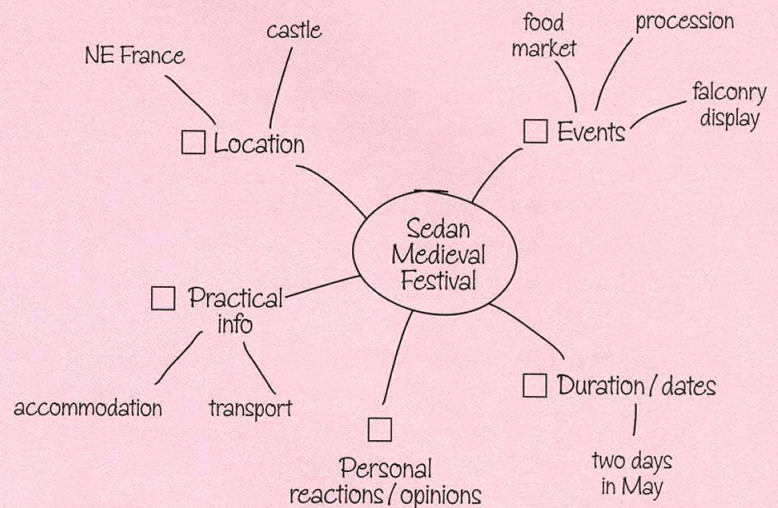 NE France
castle
Location
food
market
procession
falconry
display
Events
Sedan
Medieval
Festival
Practical
info
accommodation
transport
Personal
reactions/opinions
Duration/dates
two days
in May